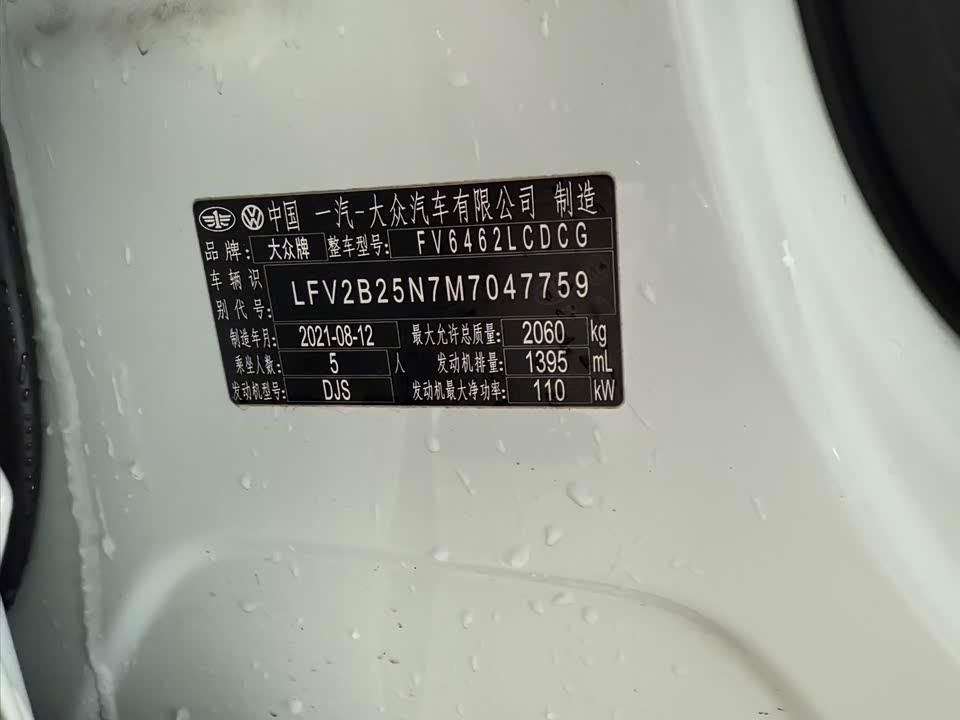 中国 一汽-大众汽车有限公司 制造
品牌: 大众牌 整车型号: FV6462LCDCG
车辆识别代号: LFV2B25N7M7047759
制造年月: 2021-08-12 最大允许总质量: 2060 kg
乘坐人数: 5 人 发动机排量: 1395 mL
发动机型号: DJS 发动机最大净功率: 110 kW